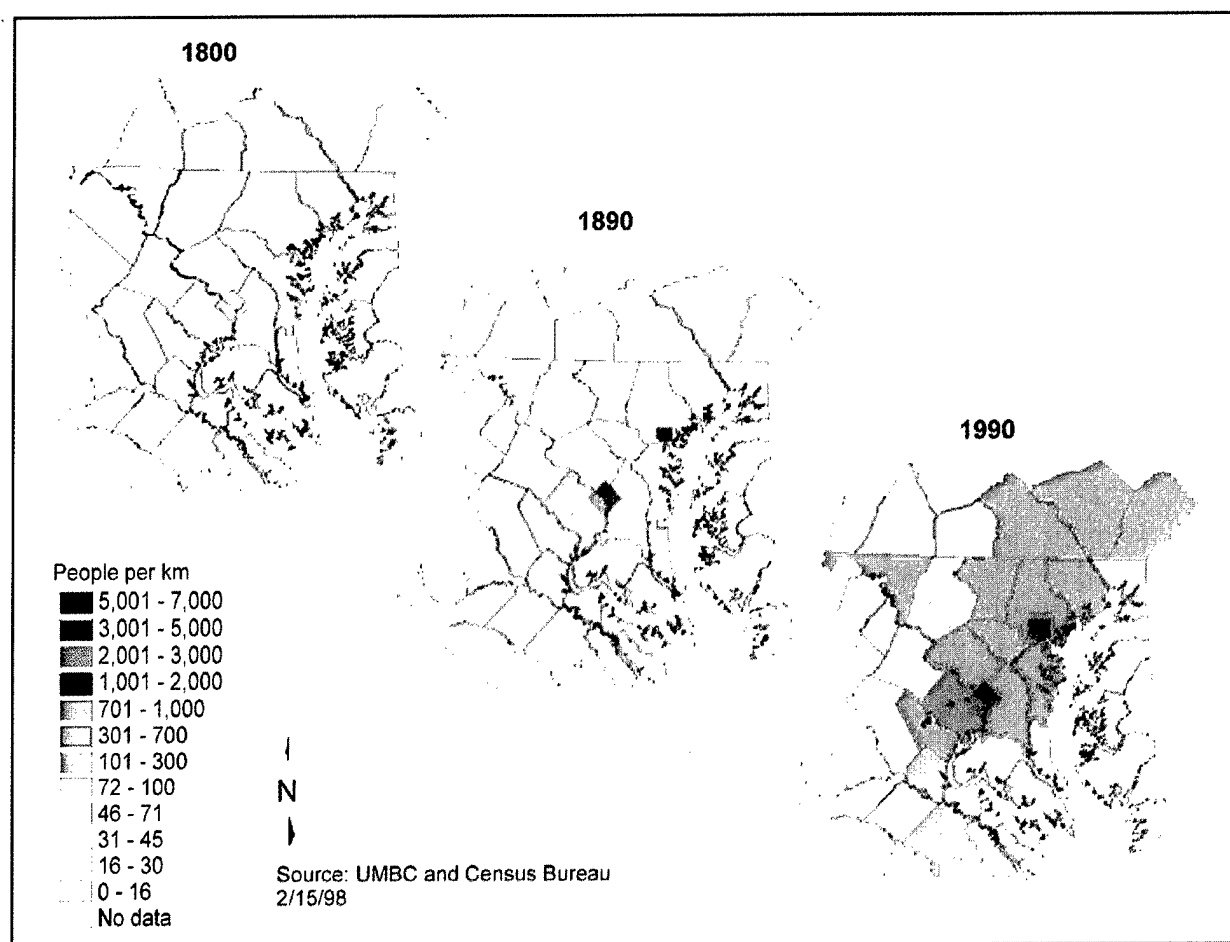 1800
1890
1990
People per km
5,001 - 7,000
3,001 - 5,000
2,001 - 3,000
1,001 - 2,000
701 - 1,000
301 - 700
101 - 300
72 - 100
46 - 71
31 - 45
16 - 30
0 - 16
No data
N
Source: UMBC and Census Bureau
2/15/98